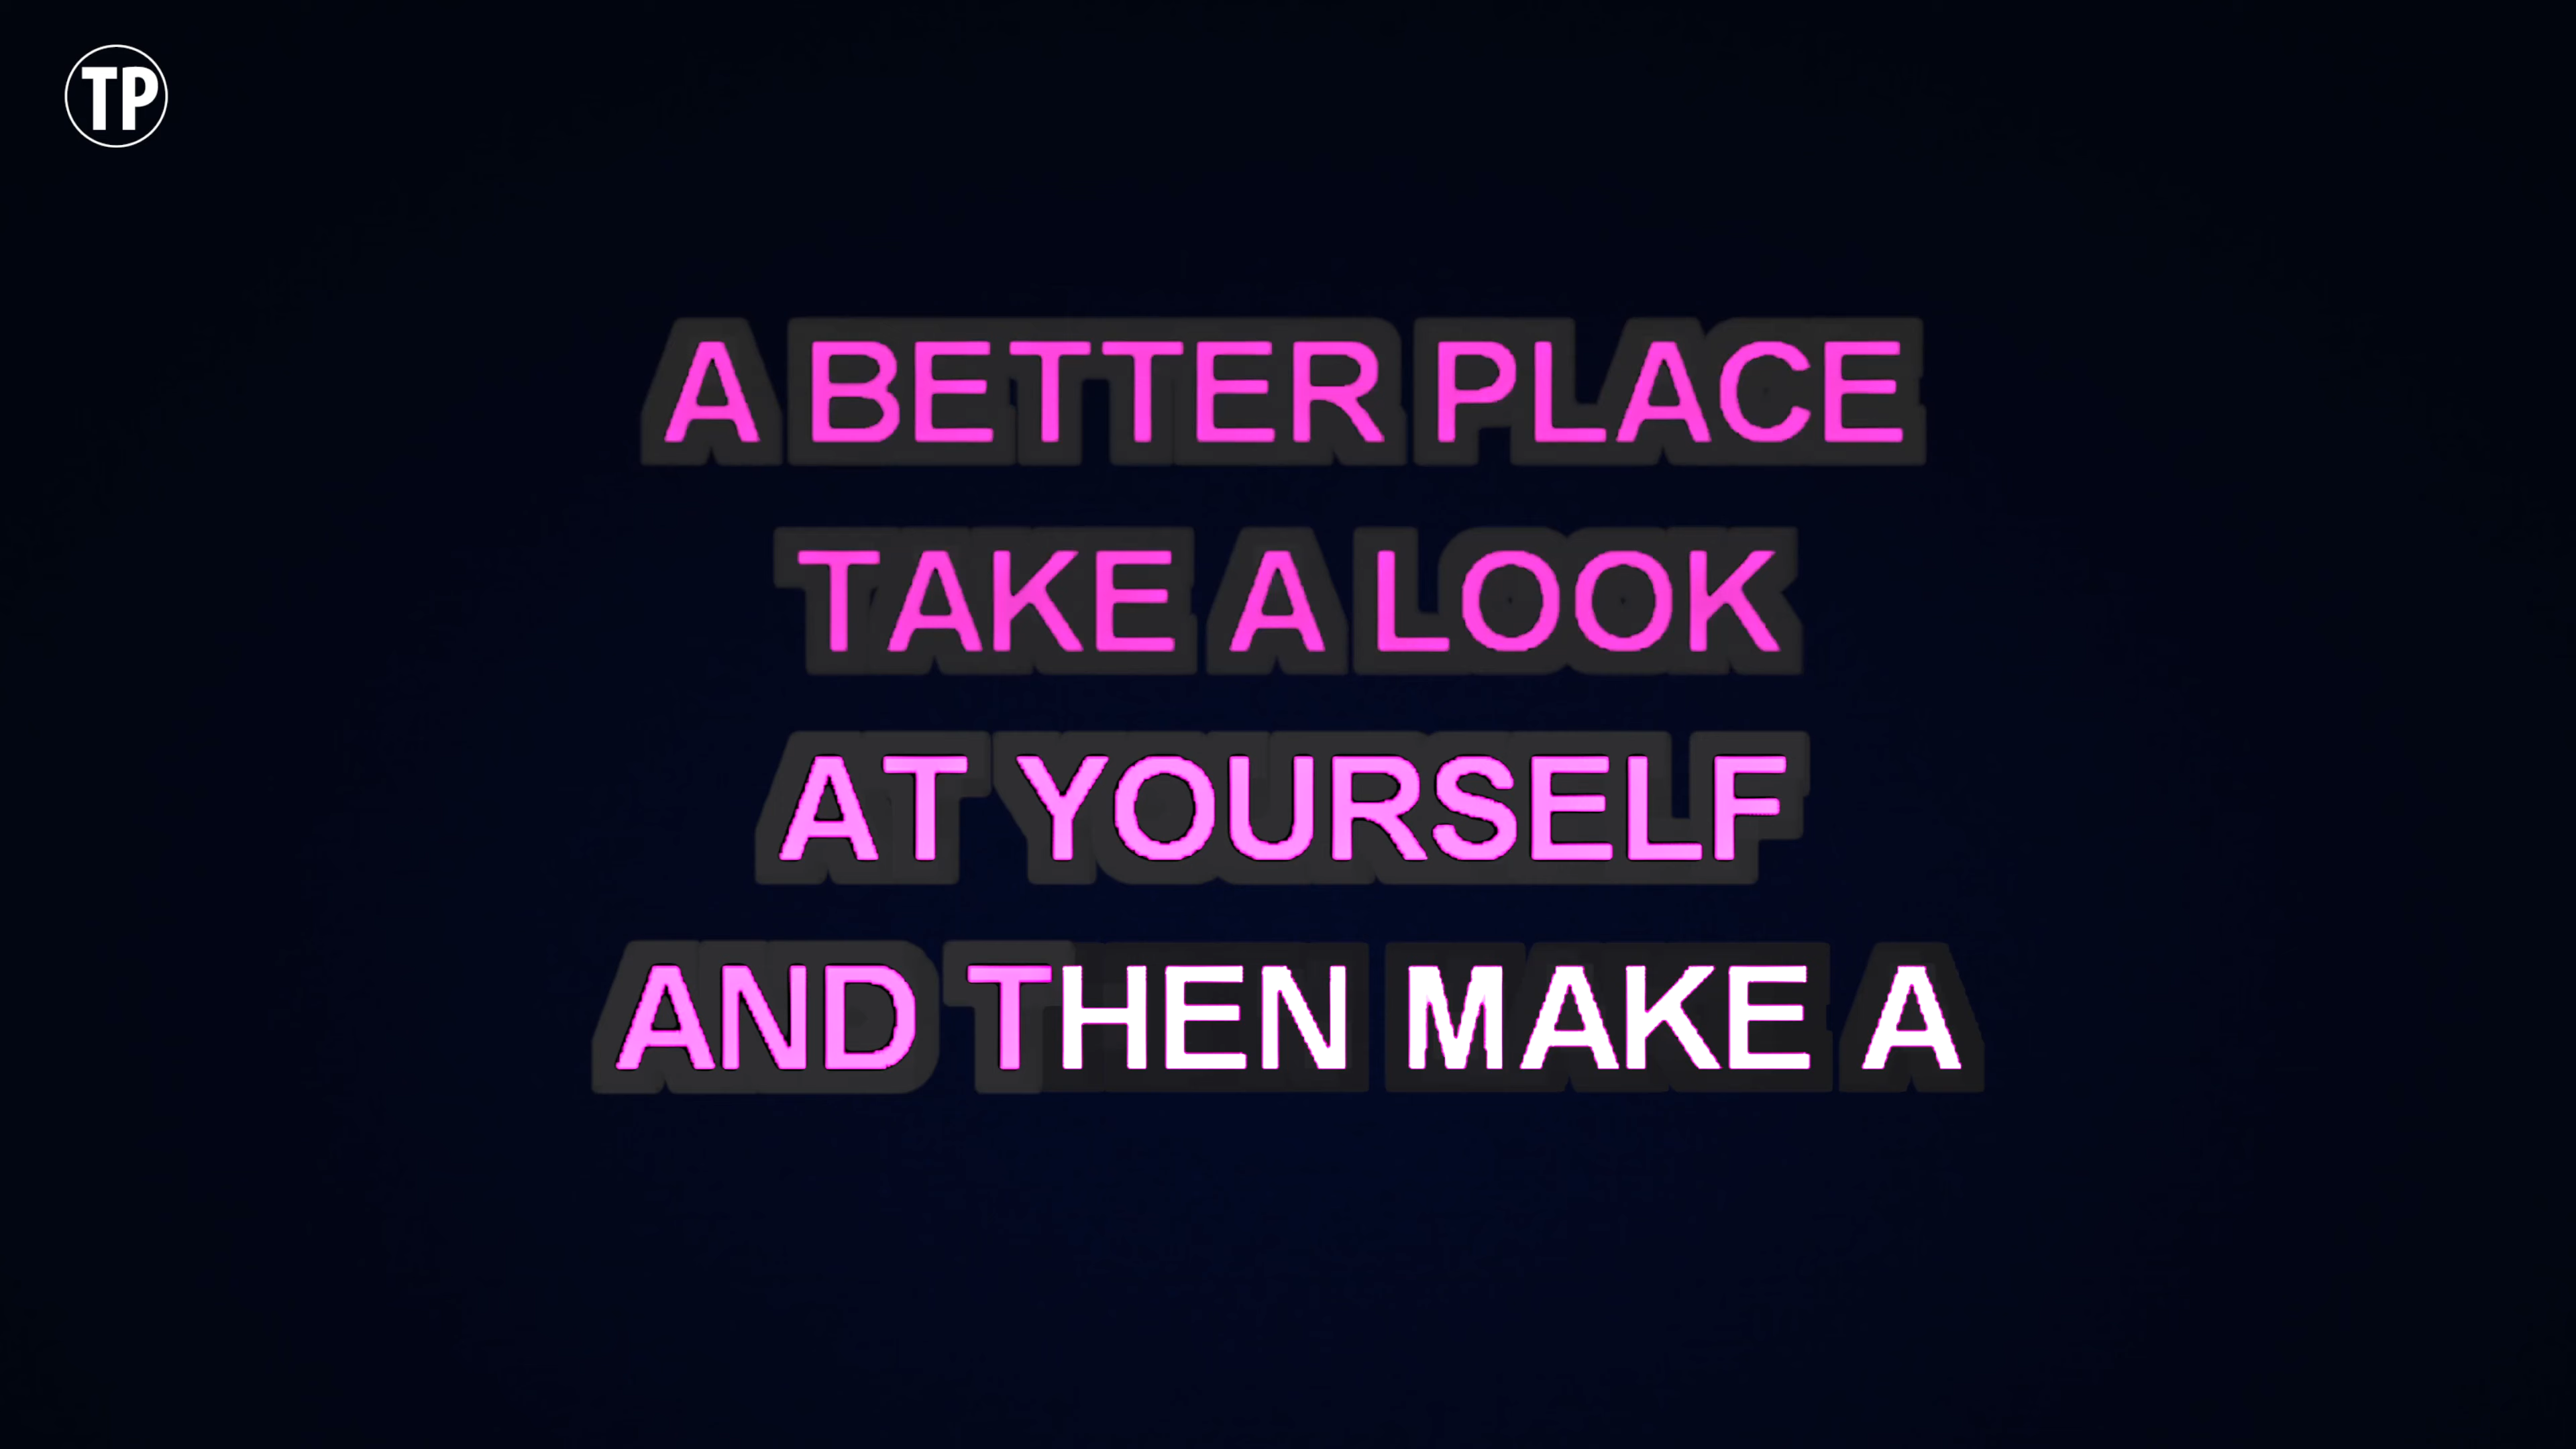 TP
A BETTER PLACE
TAKE A LOOK
AT YOURSELF
AND THEN MAKE A